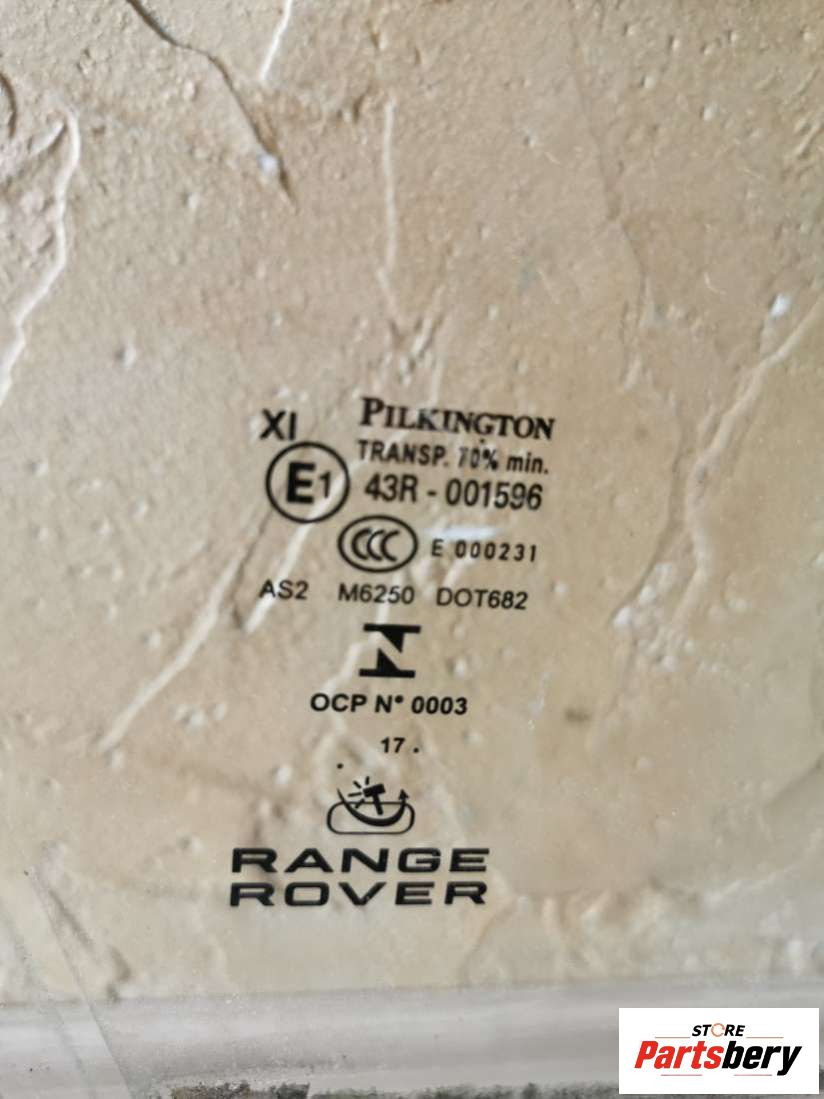 PILKINGTON
XI
TRANSP. 70% min.
E1 43R - 001596
CCC E 000231
AS2 M6250 DOT682
N
OCP N° 0003
17 .
RANGE
ROVER
STORE
Partsbery